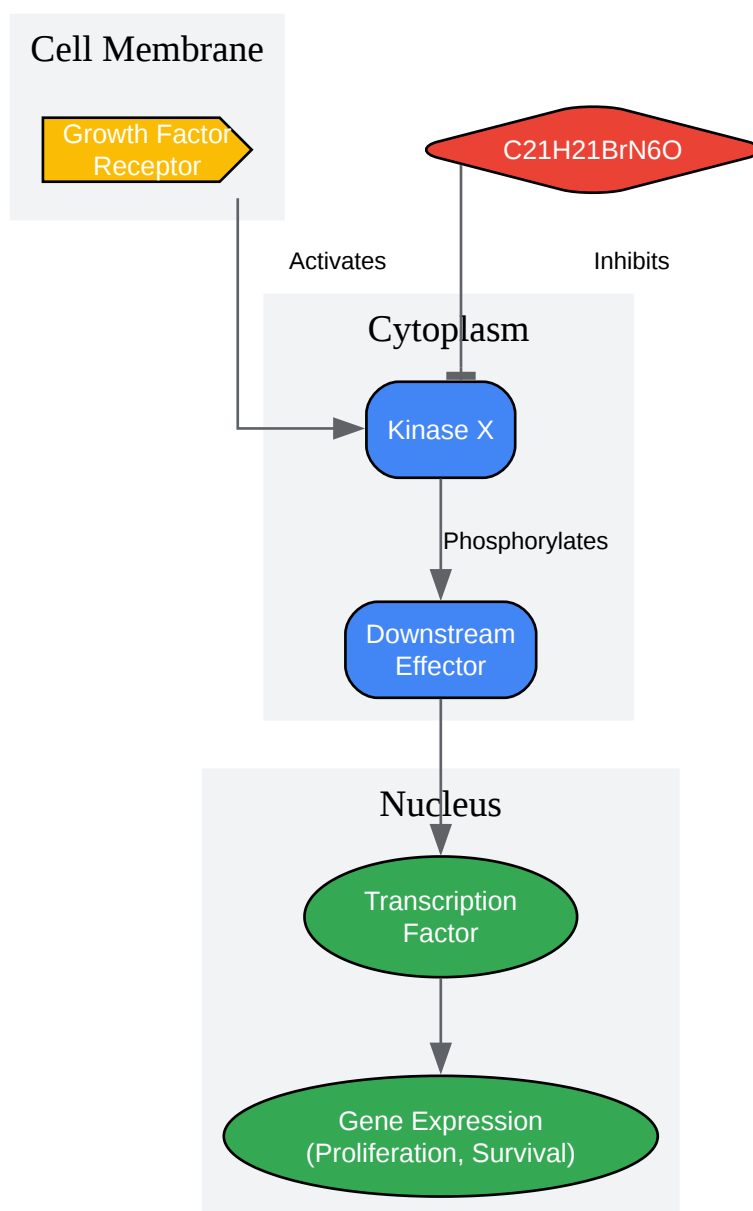 Cell Membrane
Growth Factor
Receptor
C21H21BrN6O
Activates
Inhibits
Cytoplasm
Kinase X
Phosphorylates
Downstream
Effector
Nucleus
Transcription
Factor
Gene Expression
(Proliferation, Survival)